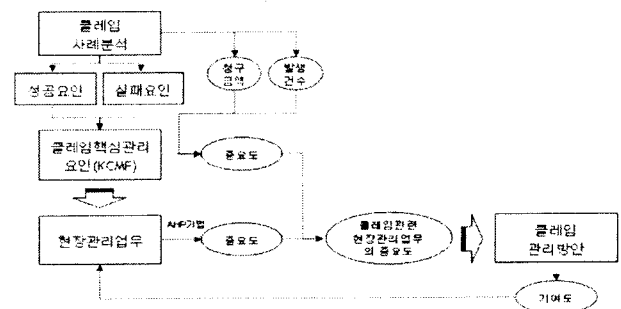 클레임
사례분석
성공요인
실패요인
청구
금액
발생
건수
클레임핵심관리
요인(KCMF)
중요도
현장관리업무
AHP기법
중요도
클레임관련
현장관리업무
의 중요도
클레임
관리방안
기여도